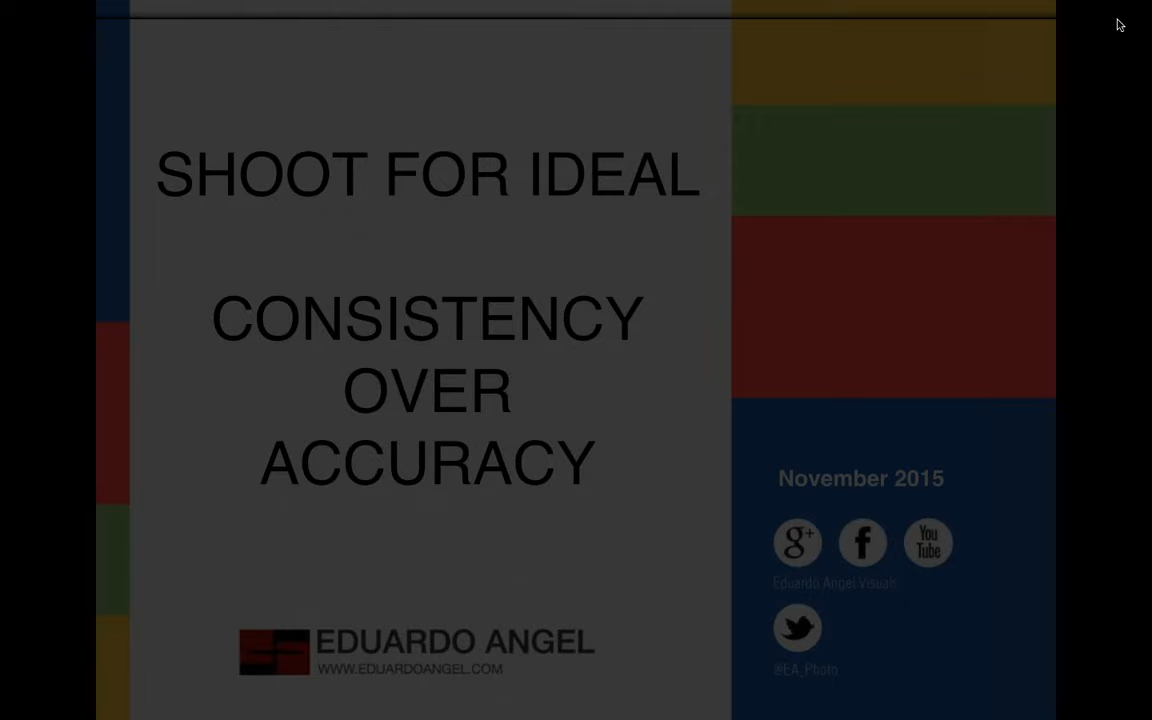 SHOOT FOR IDEAL
CONSISTENCY
OVER
ACCURACY
EDUARDO ANGEL
WWW.EDUARDOANGEL.COM
November 2015
g+ f You
Tube
Eduardo Angel Visuals
@EA_Photo